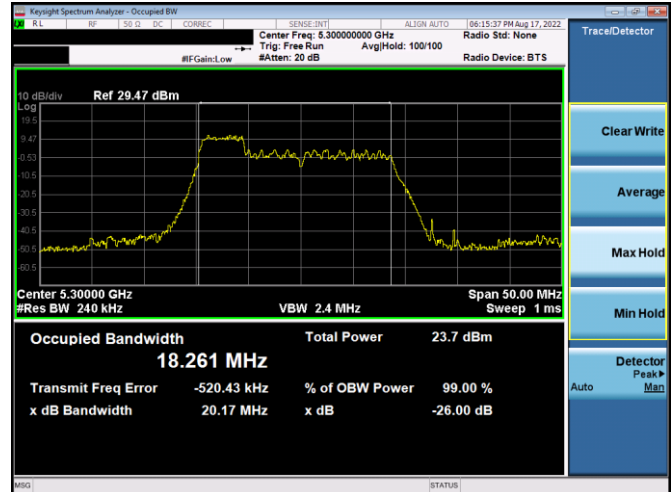 Keysight Spectrum Analyzer - Occupied BW
LXI RL RF 50 Ω DC CORREC SENSE:INT ALIGN AUTO 06:15:37 PM Aug 17, 2022
Center Freq: 5.300000000 GHz Radio Std: None
Trig: Free Run Avg|Hold: 100/100
#IFGain:Low #Atten: 20 dB Radio Device: BTS
Trace/Detector
10 dB/div Ref 29.47 dBm
Log
19.5
9.47
-0.53
-10.5
-20.5
-30.5
-40.5
-50.5
-60.5
Center 5.30000 GHz Span 50.00 MHz
#Res BW 240 kHz VBW 2.4 MHz Sweep 1 ms
Occupied Bandwidth Total Power 23.7 dBm
18.261 MHz
Transmit Freq Error -520.43 kHz % of OBW Power 99.00 %
x dB Bandwidth 20.17 MHz x dB -26.00 dB
Clear Write
Average
Max Hold
Min Hold
Detector
Peak▶
Auto Man
MSG STATUS